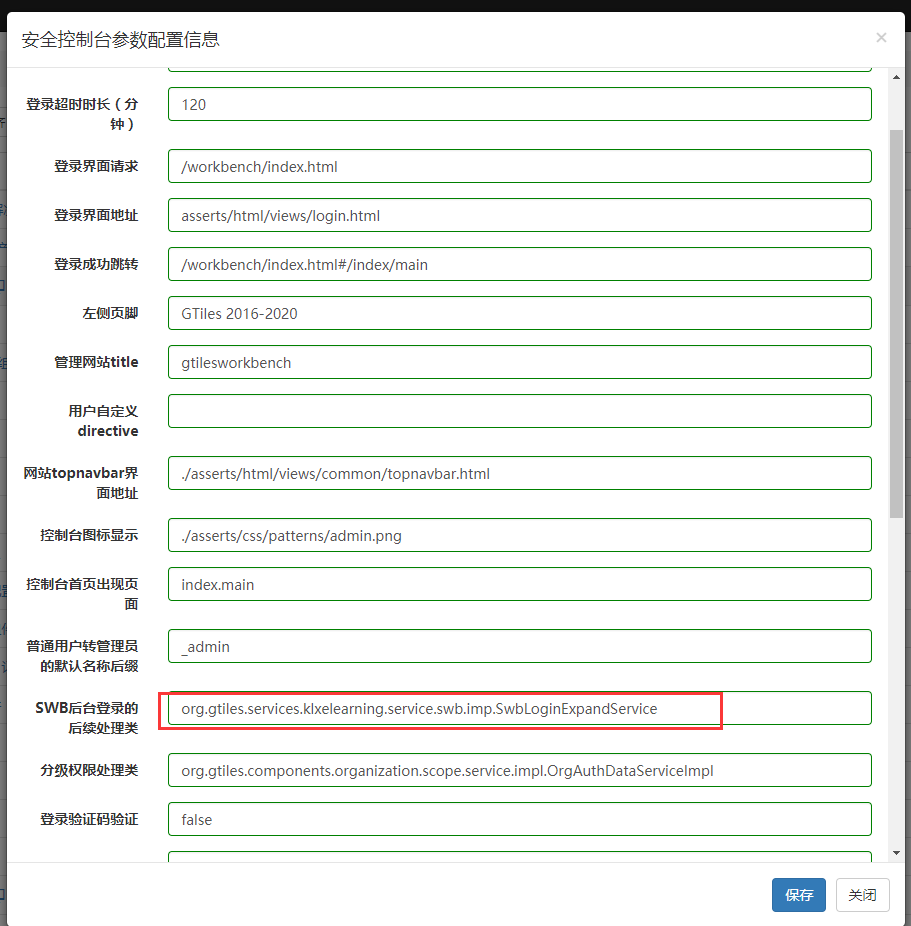 安全控制台参数配置信息
×
登录超时时长（分
钟）
120
登录界面请求
/workbench/index.html
登录界面地址
asserts/html/views/login.html
登录成功跳转
/workbench/index.html#/index/main
左侧页脚
GTiles 2016-2020
管理网站title
gtilesworkbench
用户自定义
directive
网站topnavbar界
面地址
./asserts/html/views/common/topnavbar.html
控制台图标显示
./asserts/css/patterns/admin.png
控制台首页出现页
面
index.main
普通用户转管理员
的默认名称后缀
_admin
SWB后台登录的
后续处理类
org.gtiles.services.klxelearning.service.swb.imp.SwbLoginExpandService
分级权限处理类
org.gtiles.components.organization.scope.service.impl.OrgAuthDataServiceImpl
登录验证码验证
false
保存
关闭